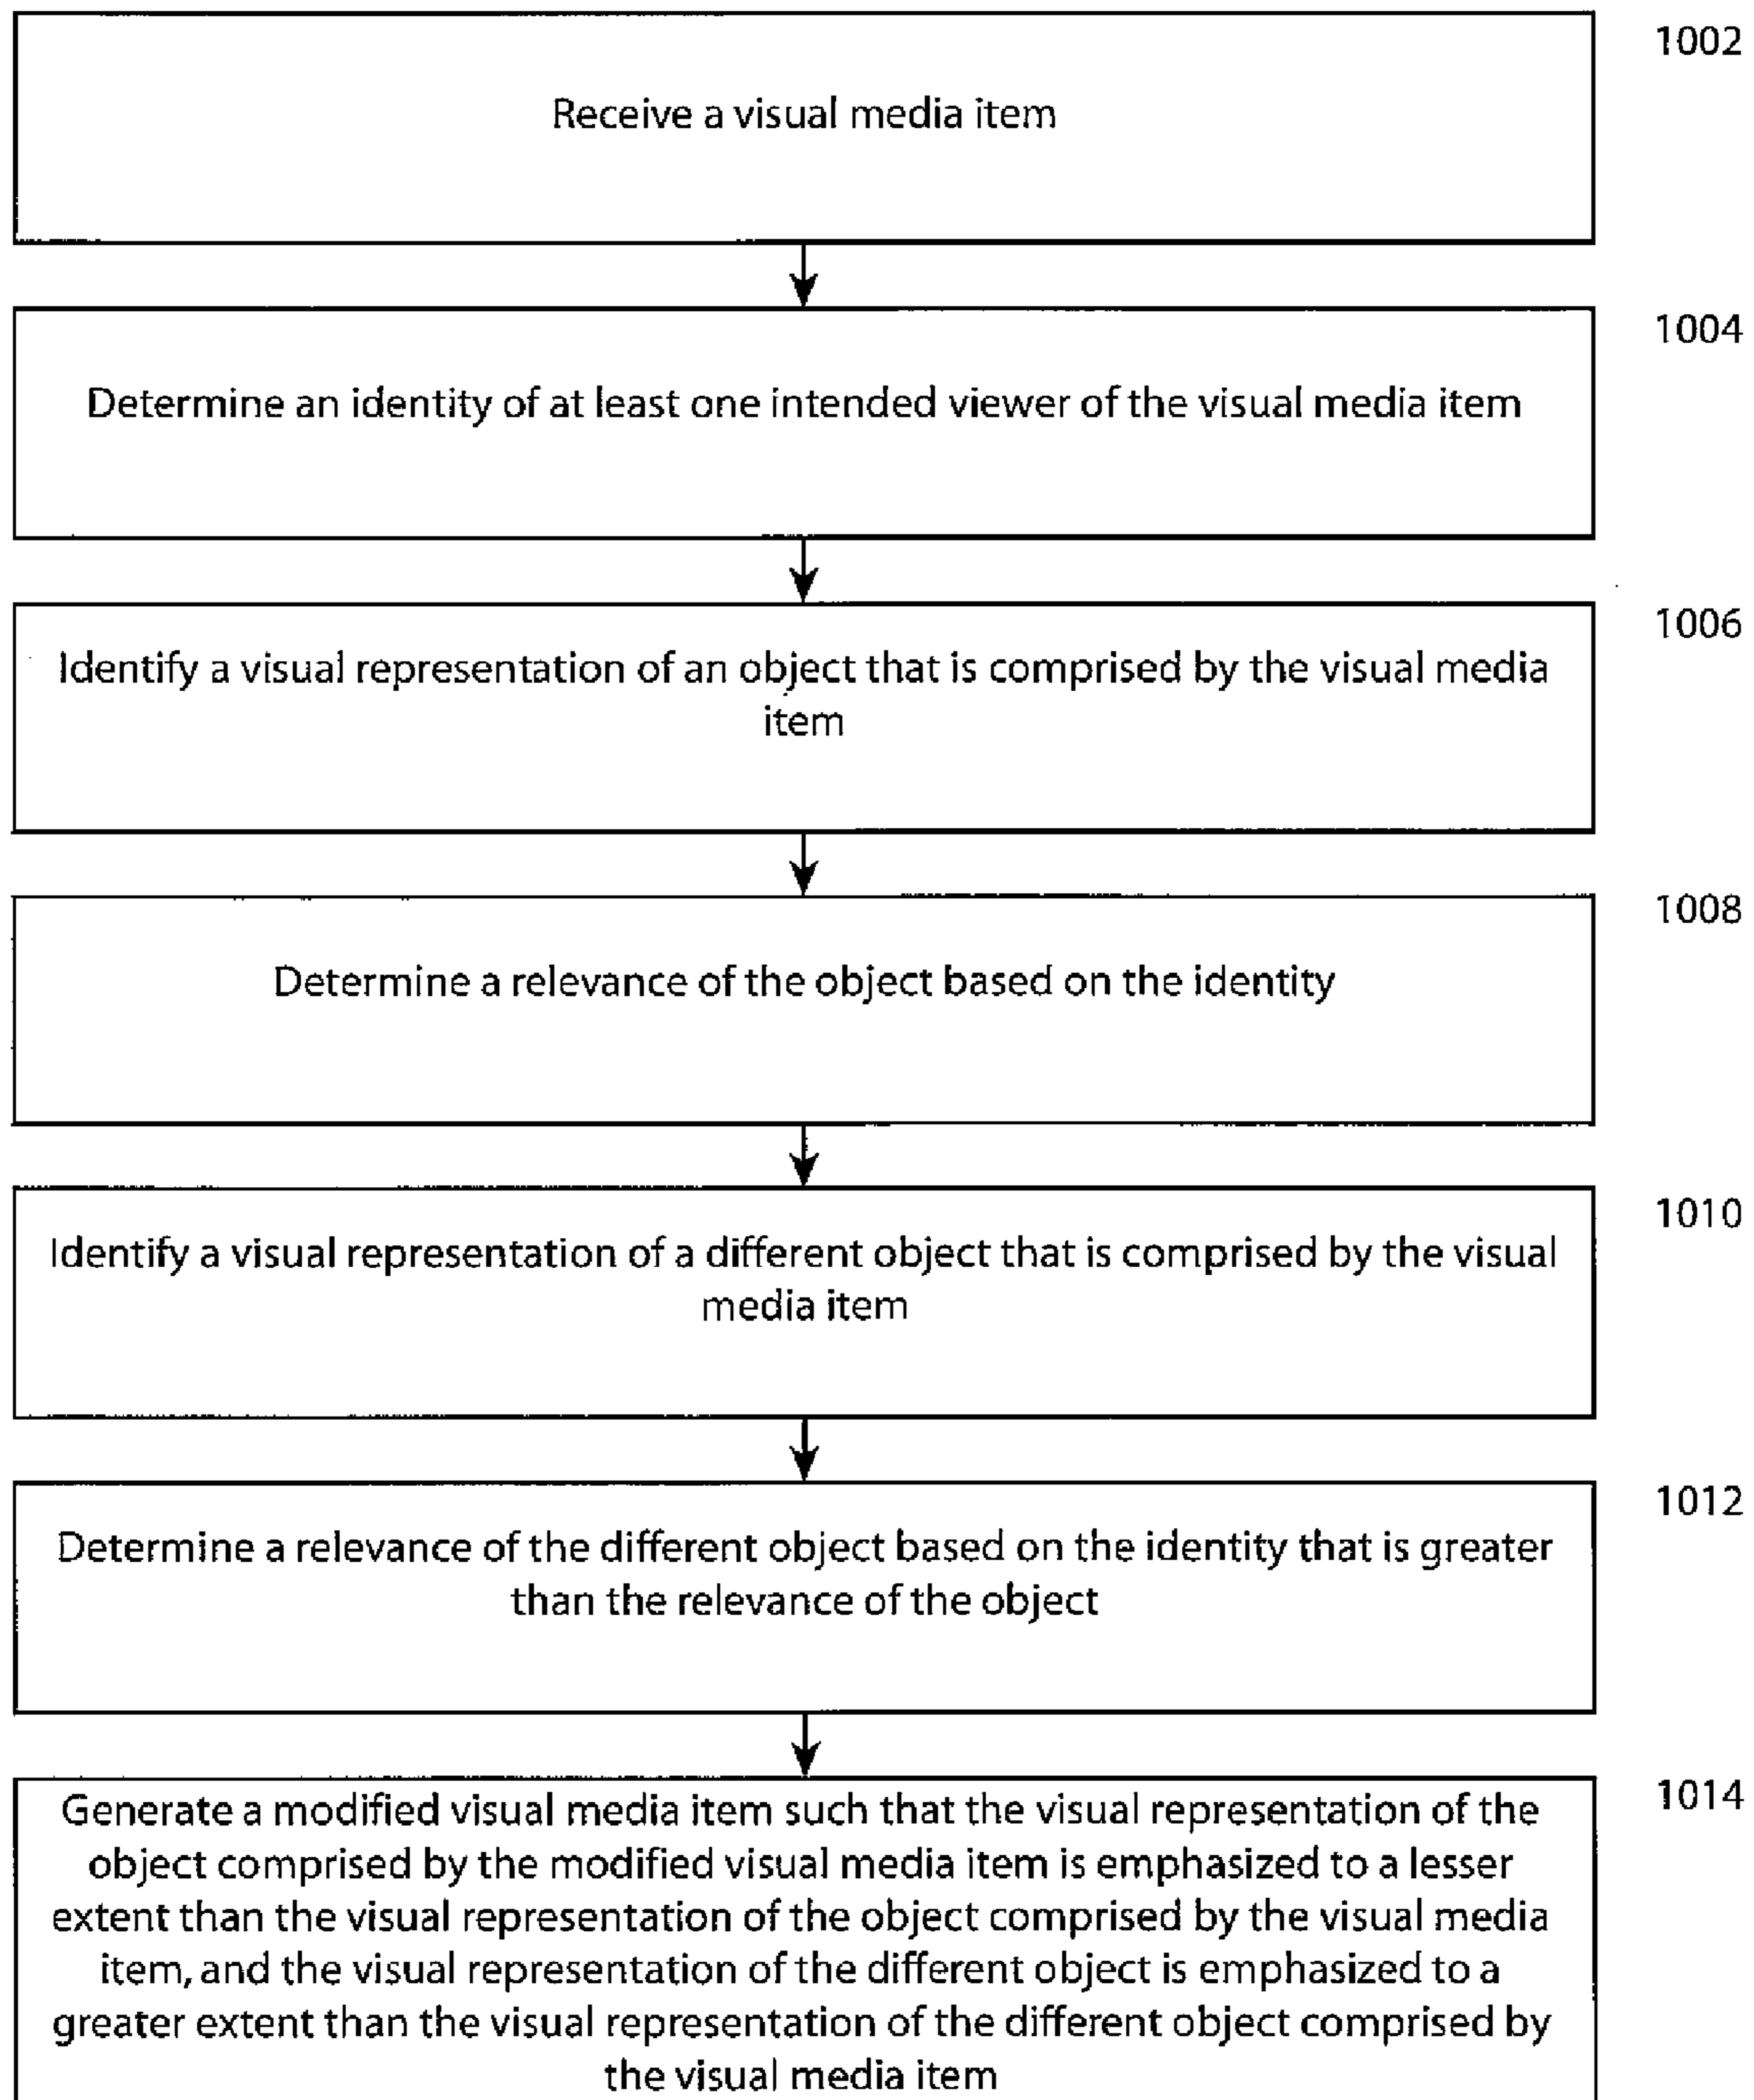 1002
Receive a visual media item
1004
Determine an identity of at least one intended viewer of the visual media item
1006
Identify a visual representation of an object that is comprised by the visual media
item
1008
Determine a relevance of the object based on the identity
1010
Identify a visual representation of a different object that is comprised by the visual
media item
1012
Determine a relevance of the different object based on the identity that is greater
than the relevance of the object
1014
Generate a modified visual media item such that the visual representation of the
object comprised by the modified visual media item is emphasized to a lesser
extent than the visual representation of the object comprised by the visual media
item, and the visual representation of the different object is emphasized to a
greater extent than the visual representation of the different object comprised by
the visual media item